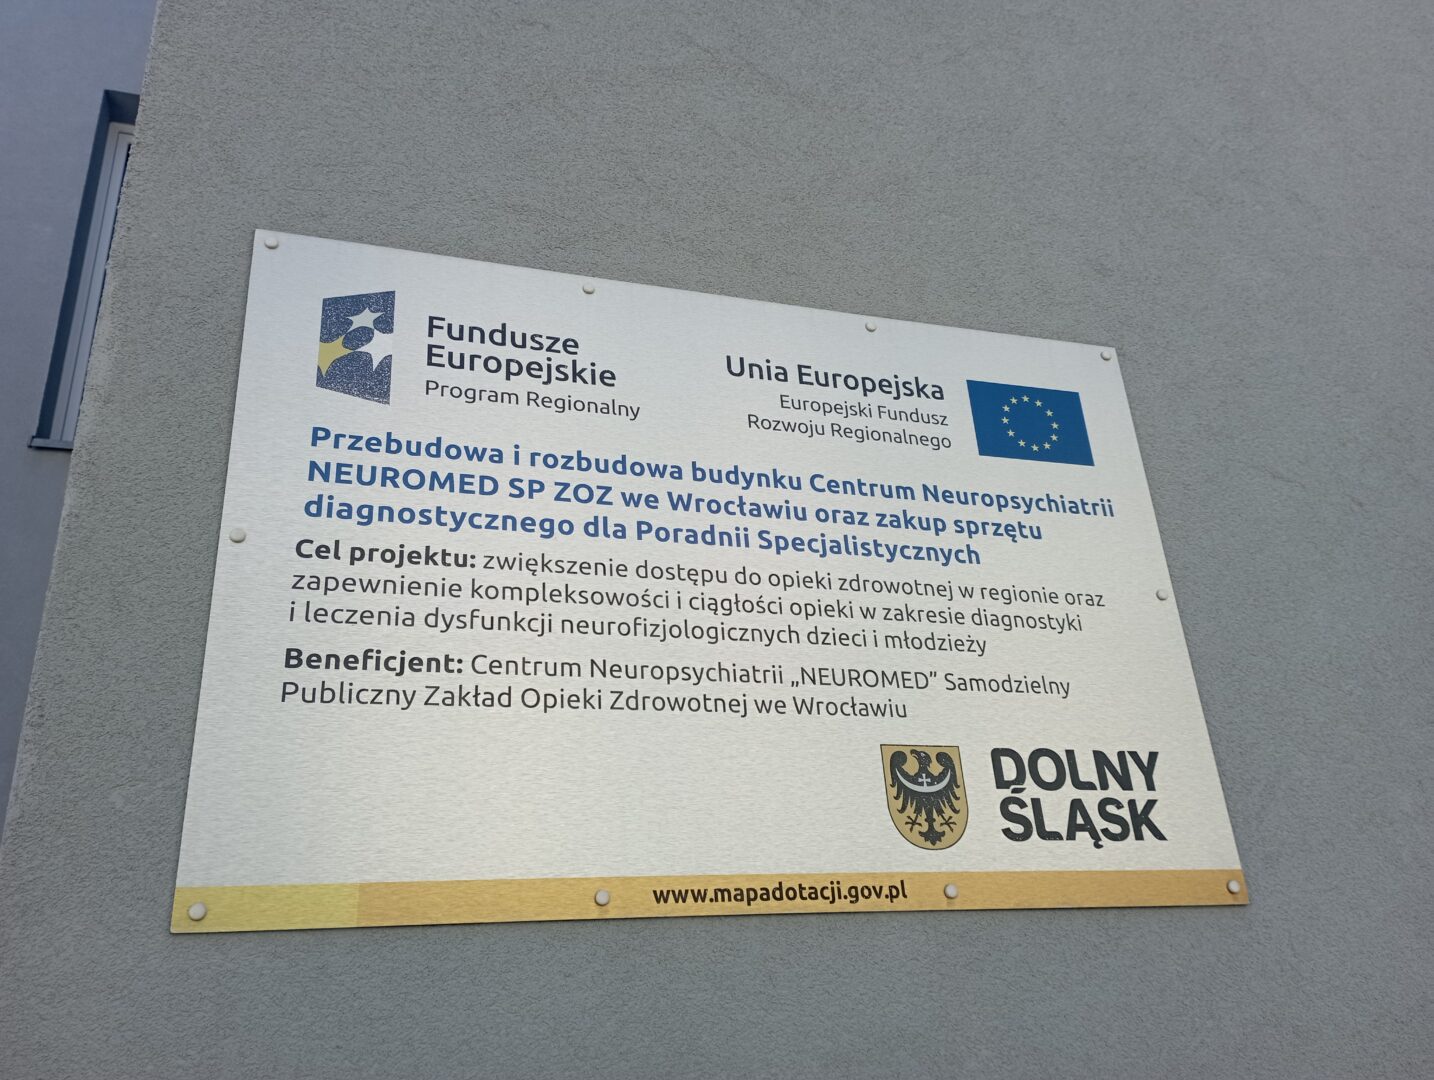 Fundusze
Europejskie
Program Regionalny
Unia Europejska
Europejski Fundusz
Rozwoju Regionalnego
Przebudowa i rozbudowa budynku Centrum Neuropsychiatrii
NEUROMED SP ZOZ we Wrocławiu oraz zakup sprzętu
diagnostycznego dla Poradnii Specjalistycznych
Cel projektu: zwiększenie dostępu do opieki zdrowotnej w regionie oraz
zapewnienie kompleksowości i ciągłości opieki w zakresie diagnostyki
i leczenia dysfunkcji neurofizjologicznych dzieci i młodzieży
Beneficjent: Centrum Neuropsychiatrii „NEUROMED” Samodzielny
Publiczny Zakład Opieki Zdrowotnej we Wrocławiu
DOLNY
ŚLĄSK
www.mapadotacji.gov.pl